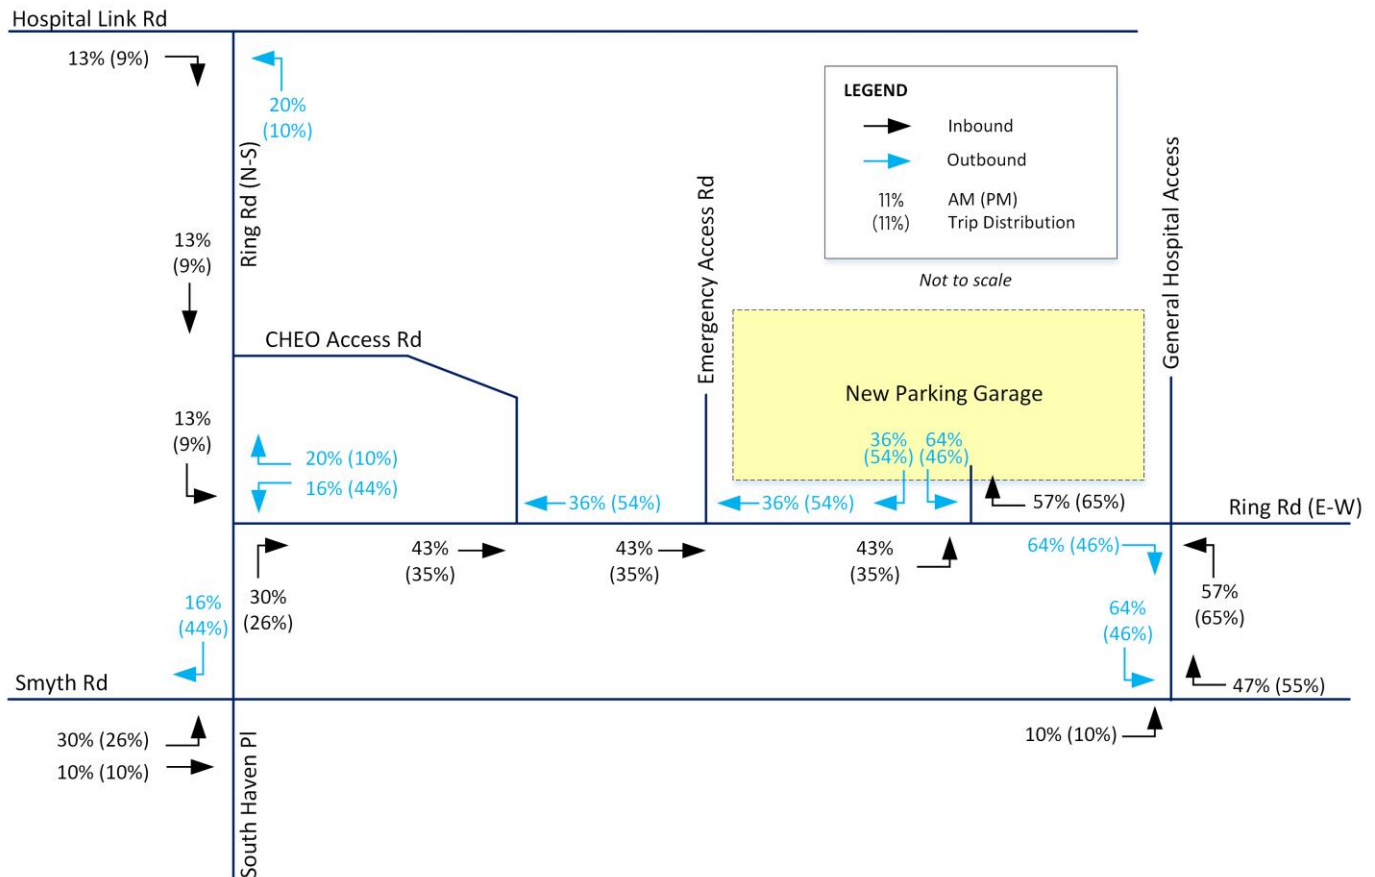 Hospital Link Rd
13% (9%)
20%
(10%)
Ring Rd (N-S)
LEGEND
Inbound
Outbound
11%
(11%)
AM (PM)
Trip Distribution
Not to scale
Emergency Access Rd
General Hospital Access
13%
(9%)
CHEO Access Rd
New Parking Garage
13%
(9%)
20% (10%)
16% (44%)
36% (54%)
36% (54%)
36%
(54%)
64%
(46%)
57% (65%)
Ring Rd (E-W)
30%
(26%)
43%
(35%)
43%
(35%)
43%
(35%)
64% (46%)
57%
(65%)
16%
(44%)
64%
(46%)
Smyth Rd
47% (55%)
30% (26%)
10% (10%)
10% (10%)
South Haven Pl